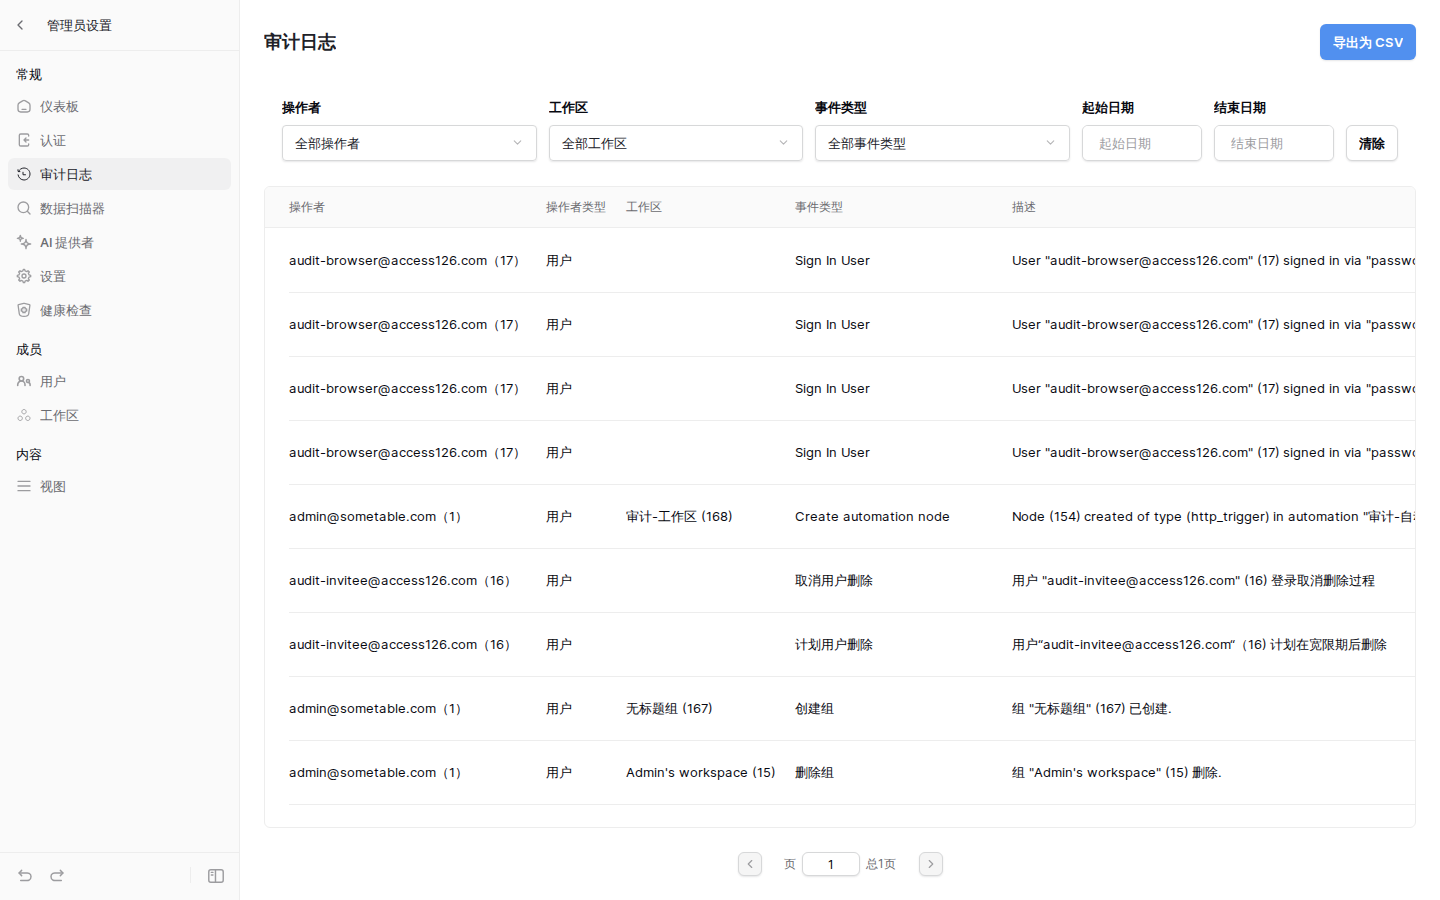 管理员设置
常规
仪表板
认证
审计日志
数据扫描器
AI 提供者
设置
健康检查
成员
用户
工作区
内容
视图
审计日志
导出为 CSV
操作者
工作区
事件类型
起始日期
结束日期
全部操作者
全部工作区
全部事件类型
起始日期
结束日期
清除
操作者 操作者类型 工作区 事件类型 描述
audit-browser@access126.com（17） 用户 Sign In User User "audit-browser@access126.com" (17) signed in via "passwo
audit-browser@access126.com（17） 用户 Sign In User User "audit-browser@access126.com" (17) signed in via "passwo
audit-browser@access126.com（17） 用户 Sign In User User "audit-browser@access126.com" (17) signed in via "passwo
audit-browser@access126.com（17） 用户 Sign In User User "audit-browser@access126.com" (17) signed in via "passwo
admin@sometable.com（1） 用户 审计-工作区 (168) Create automation node Node (154) created of type (http_trigger) in automation "审计-自
audit-invitee@access126.com（16） 用户 取消用户删除 用户 "audit-invitee@access126.com" (16) 登录取消删除过程
audit-invitee@access126.com（16） 用户 计划用户删除 用户“audit-invitee@access126.com“（16) 计划在宽限期后删除
admin@sometable.com（1） 用户 无标题组 (167) 创建组 组 "无标题组" (167) 已创建.
admin@sometable.com（1） 用户 Admin's workspace (15) 删除组 组 "Admin's workspace" (15) 删除.
页 1 总1页